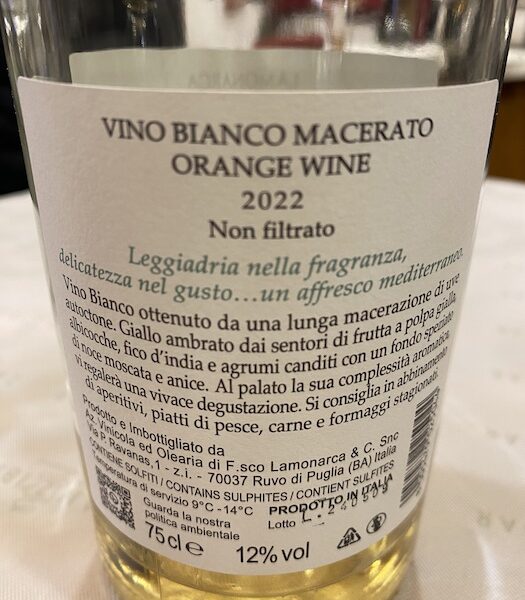 LAMONARCA
VINO BIANCO MACERATO
ORANGE WINE
2022
Non filtrato
Leggiadria nella fragranza,
delicatezza nel gusto...un affresco mediterraneo.
Vino Bianco ottenuto da una lunga macerazione di uve
autoctone. Giallo ambrato dai sentori di frutta a polpa gialla,
albicocche, fico d'india e agrumi canditi con un fondo speziato
di noce moscata e anice. Al palato la sua complessità aromatica,
vi regalerà una vivace degustazione. Si consiglia in abbinamento
di aperitivi, piatti di pesce, carne e formaggi stagionati.
Prodotto e Imbottigliato da
Az. Vinicola ed Olearia di F.sco Lamonarca & C. Snc
Via P. Ravanas,1 - z.i. - 70037 Ruvo di Puglia (BA) Italia
CONTIENE SOLFITI / CONTAINS SULPHITES / CONTIENT SULFITES
Temperatura di servizio 9°C -14°C PRODOTTO IN ITALIA
Guarda la nostra
politica ambientale
Lotto
75 cl e 12% vol